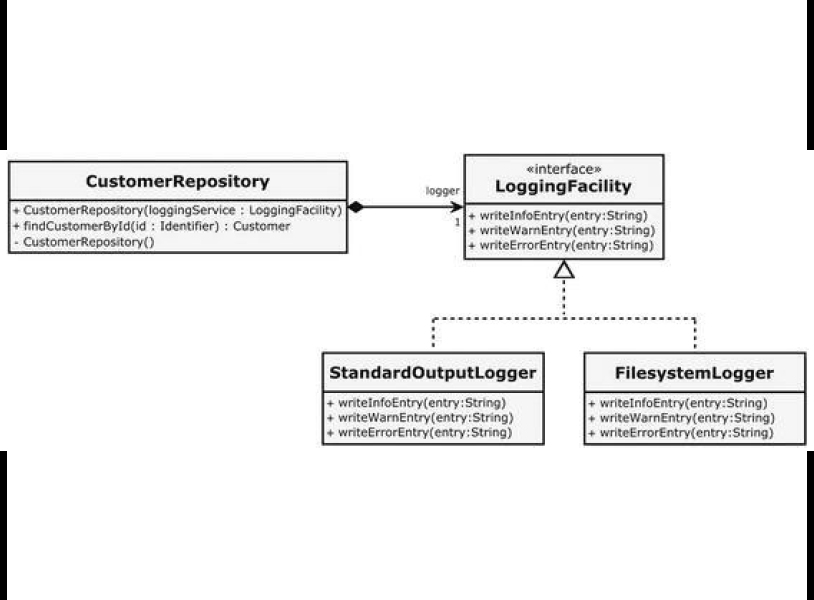 CustomerRepository
+ CustomerRepository(loggingService : LoggingFacility)
+ findCustomerById(id : Identifier) : Customer
- CustomerRepository()
logger
1
«interface»
LoggingFacility
+ writeInfoEntry(entry:String)
+ writeWarnEntry(entry:String)
+ writeErrorEntry(entry:String)
StandardOutputLogger
+ writeInfoEntry(entry:String)
+ writeWarnEntry(entry:String)
+ writeErrorEntry(entry:String)
FilesystemLogger
+ writeInfoEntry(entry:String)
+ writeWarnEntry(entry:String)
+ writeErrorEntry(entry:String)